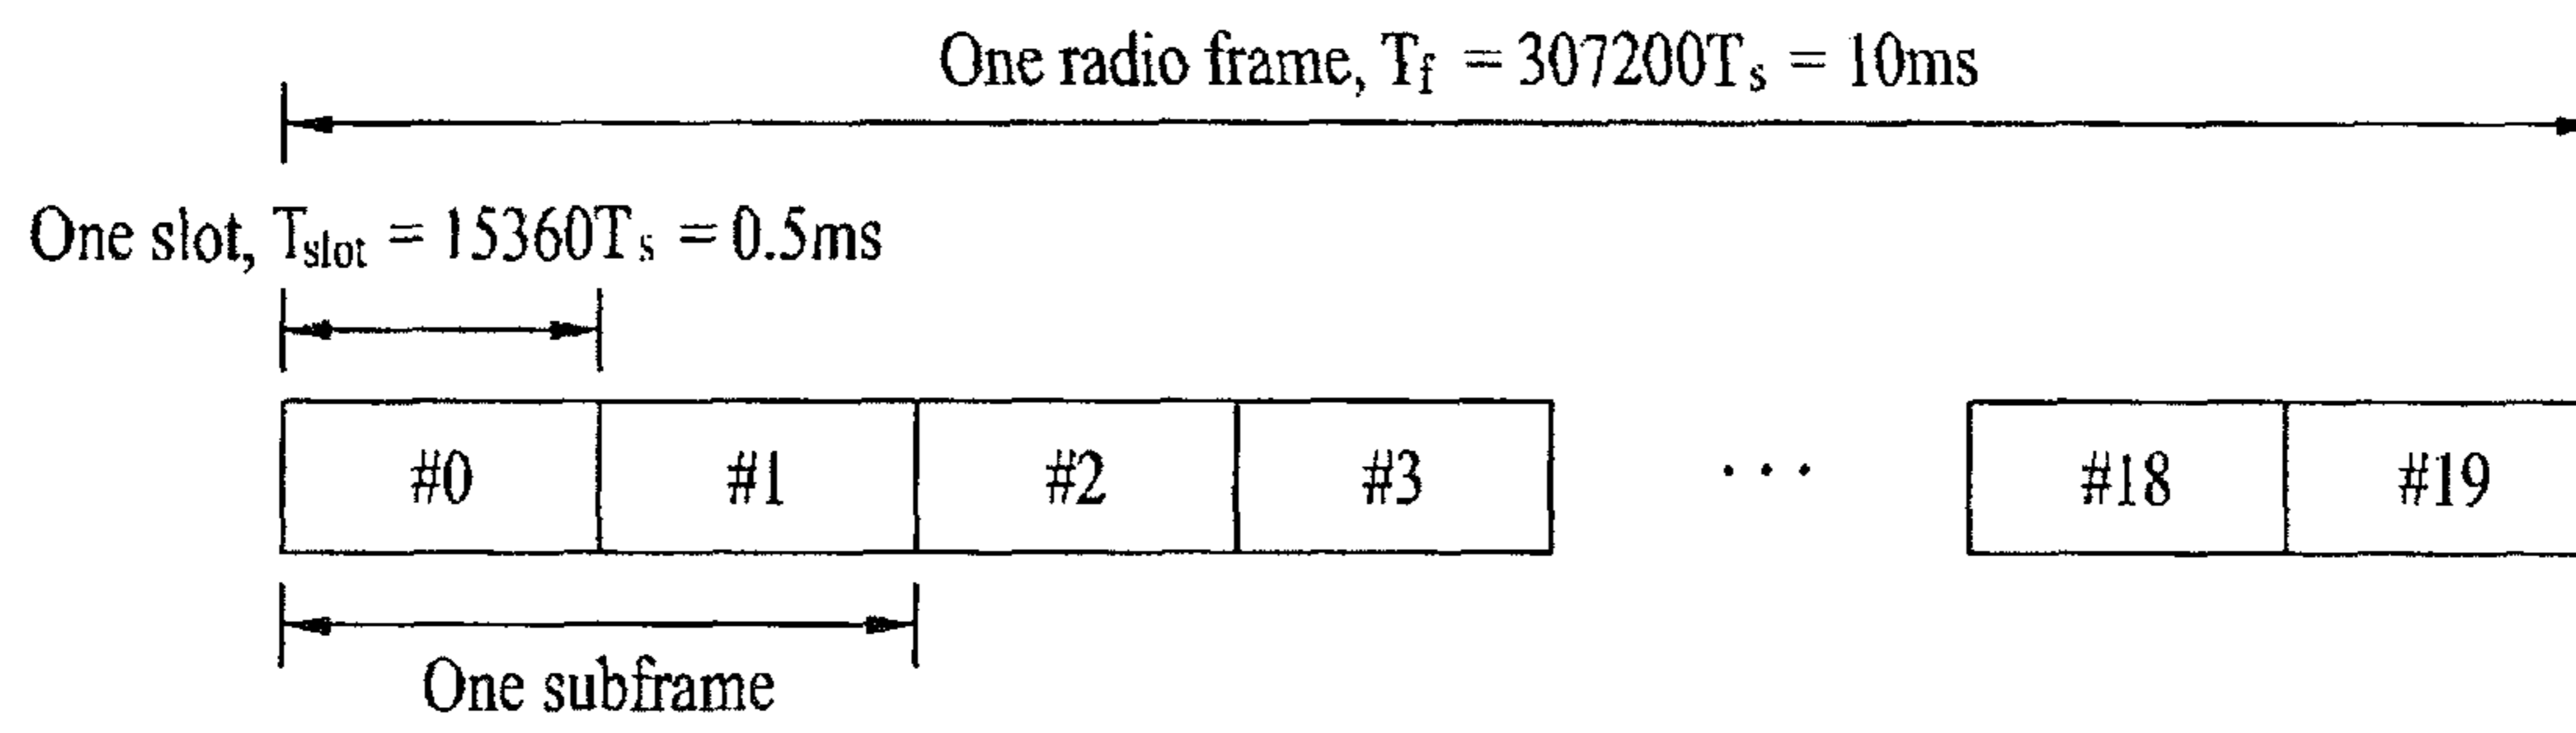 One radio frame, Tf = 307200Ts = 10ms
One slot, Tslot = 15360Ts = 0.5ms
#0 #1 #2 #3 ··· #18 #19
One subframe